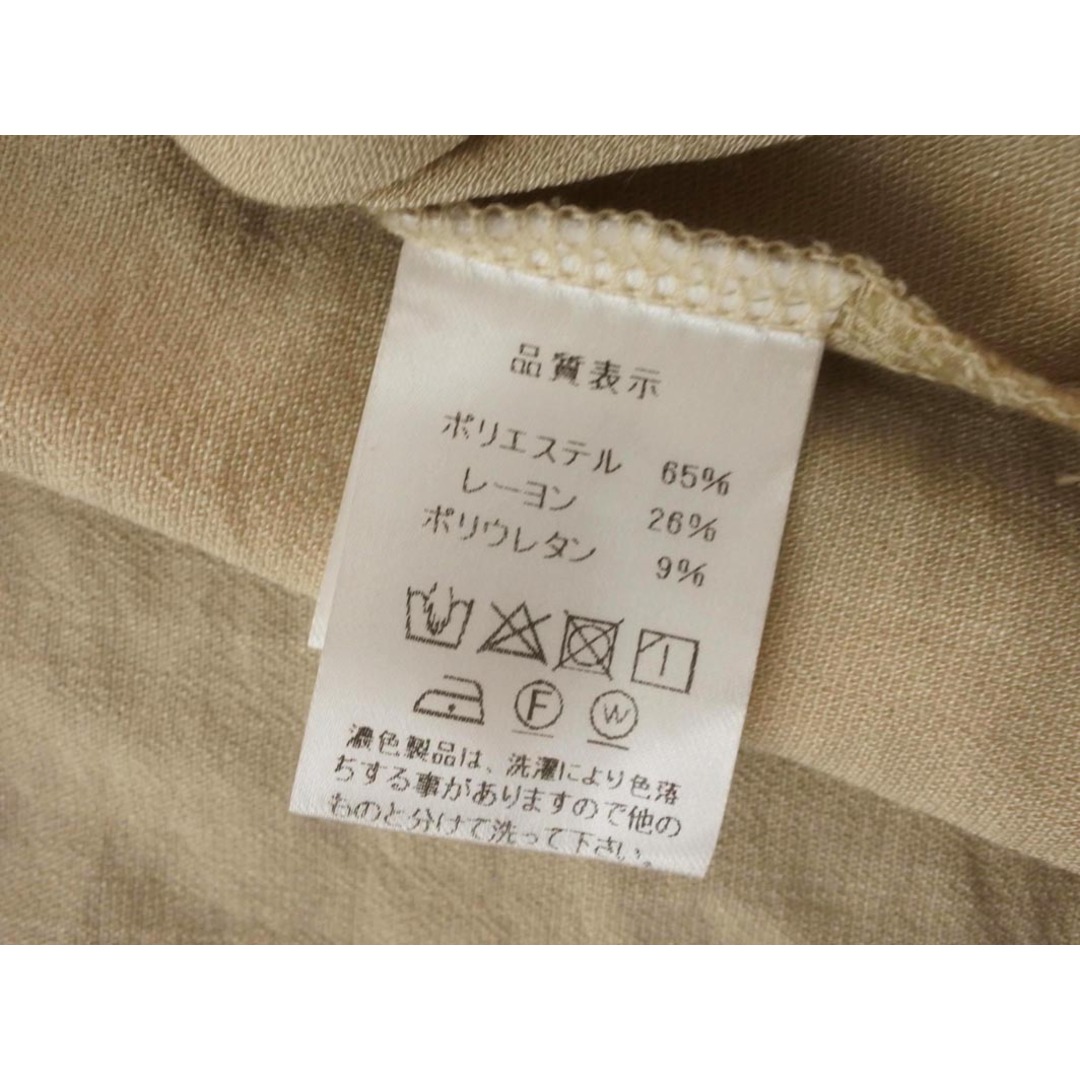 品質表示
ポリエステル 65%
レーヨン 26%
ポリウレタン 9%
F W
濃色製品は、洗濯により色落
ちする事がありますので他の
ものと分けて洗って下さい。